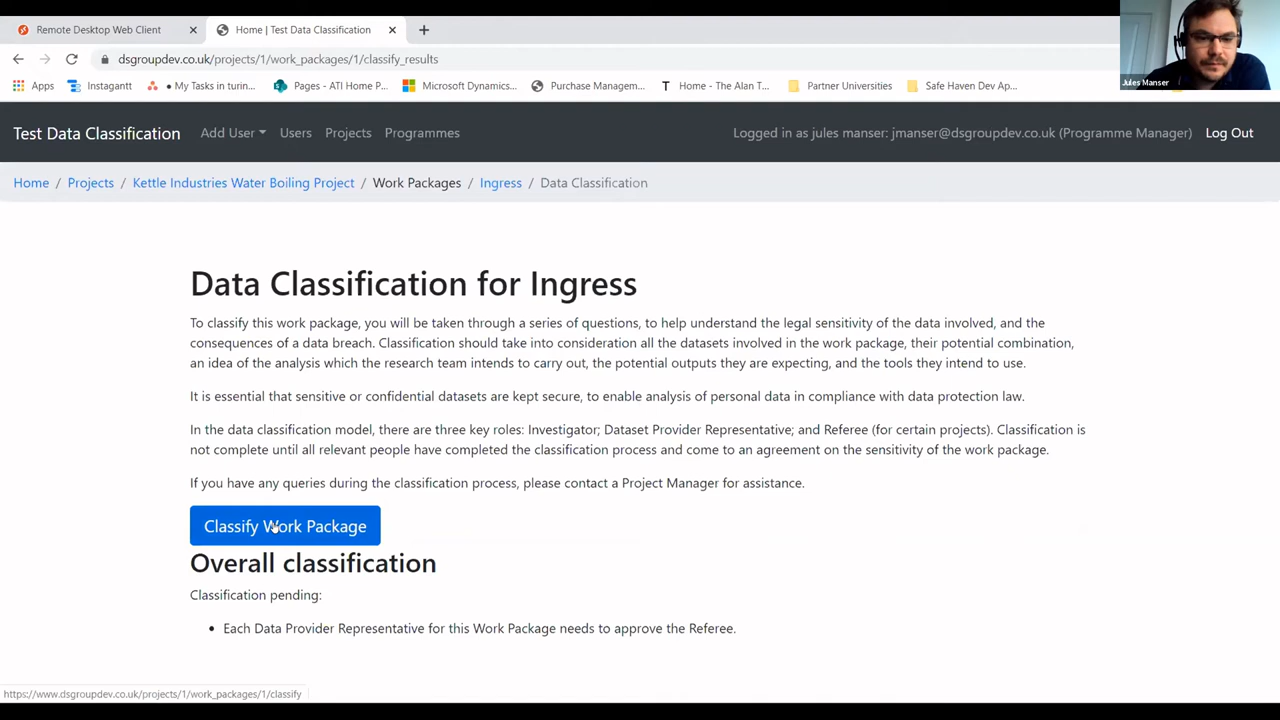 Remote Desktop Web Client
Home | Test Data Classification
dsgroupdev.co.uk/projects/1/work_packages/1/classify_results
Apps
Instagantt
My Tasks in turin...
Pages - ATI Home P...
Microsoft Dynamics...
Purchase Managem...
T Home - The Alan T...
Partner Universities
Safe Haven Dev Ap...
Jules Manser
Test Data Classification
Add User
Users
Projects
Programmes
Logged in as jules manser: jmanser@dsgroupdev.co.uk (Programme Manager)
Log Out
Home / Projects / Kettle Industries Water Boiling Project / Work Packages / Ingress / Data Classification
Data Classification for Ingress
To classify this work package, you will be taken through a series of questions, to help understand the legal sensitivity of the data involved, and the
consequences of a data breach. Classification should take into consideration all the datasets involved in the work package, their potential combination,
an idea of the analysis which the research team intends to carry out, the potential outputs they are expecting, and the tools they intend to use.
It is essential that sensitive or confidential datasets are kept secure, to enable analysis of personal data in compliance with data protection law.
In the data classification model, there are three key roles: Investigator; Dataset Provider Representative; and Referee (for certain projects). Classification is
not complete until all relevant people have completed the classification process and come to an agreement on the sensitivity of the work package.
If you have any queries during the classification process, please contact a Project Manager for assistance.
Classify Work Package
Overall classification
Classification pending:
• Each Data Provider Representative for this Work Package needs to approve the Referee.
https://www.dsgroupdev.co.uk/projects/1/work_packages/1/classify